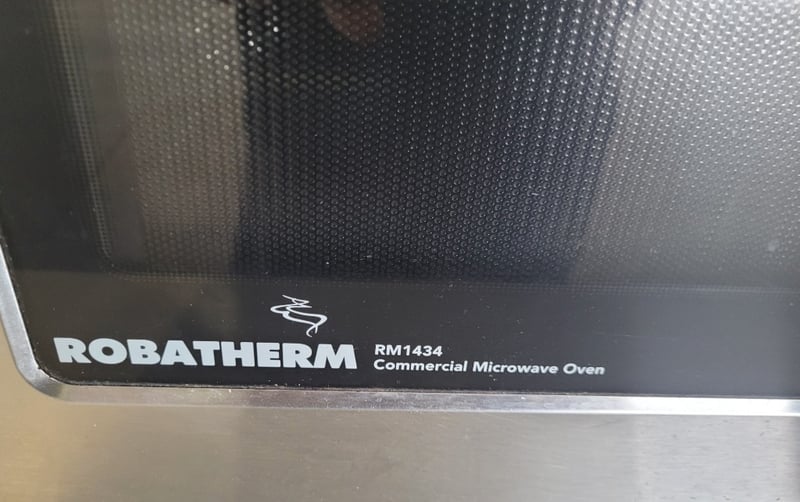 ROBATHERM
RM1434
Commercial Microwave Oven